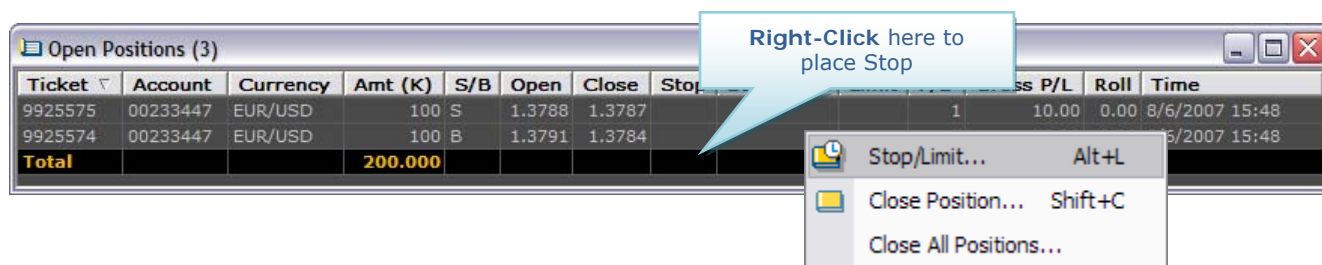 Open Positions (3)
Right-Click here to
place Stop
Ticket Account Currency Amt (K) S/B Open Close Stop P/L Roll Time
9925575 00233447 EUR/USD 100 S 1.3788 1.3787 1 10.00 0.00 8/6/2007 15:48
9925574 00233447 EUR/USD 100 B 1.3791 1.3784 /2007 15:48
Total 200.000
Stop/Limit... Alt+L
Close Position... Shift+C
Close All Positions...